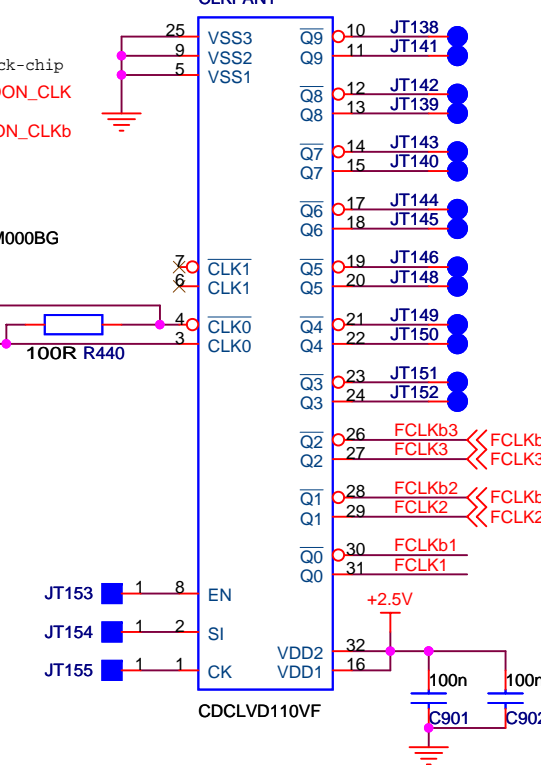 CLKFAN1
25 VSS3 Q9 10 JT138
9 VSS2 Q9 11 JT141
5 VSS1
ck-chip
Q8 12 JT142
OON_CLK
Q8 13 JT139
ON_CLKb
Q7 14 JT143
Q7 15 JT140
Q6 17 JT144
Q6 18 JT145
M000BG
7 CLK1 Q5 19 JT146
6 CLK1 Q5 20 JT148
4 CLK0 Q4 21 JT149
3 CLK0 Q4 22 JT150
100R R440
Q3 23 JT151
Q3 24 JT152
Q2 26 FCLKb3 FCLKb
Q2 27 FCLK3 FCLK3
Q1 28 FCLKb2 FCLKb
Q1 29 FCLK2 FCLK2
Q0 30 FCLKb1
Q0 31 FCLK1
JT153 1 8 EN
+2.5V
JT154 1 2 SI
VDD2 32
JT155 1 1 CK VDD1 16
100n 100n
CDCLVD110VF
C901 C902